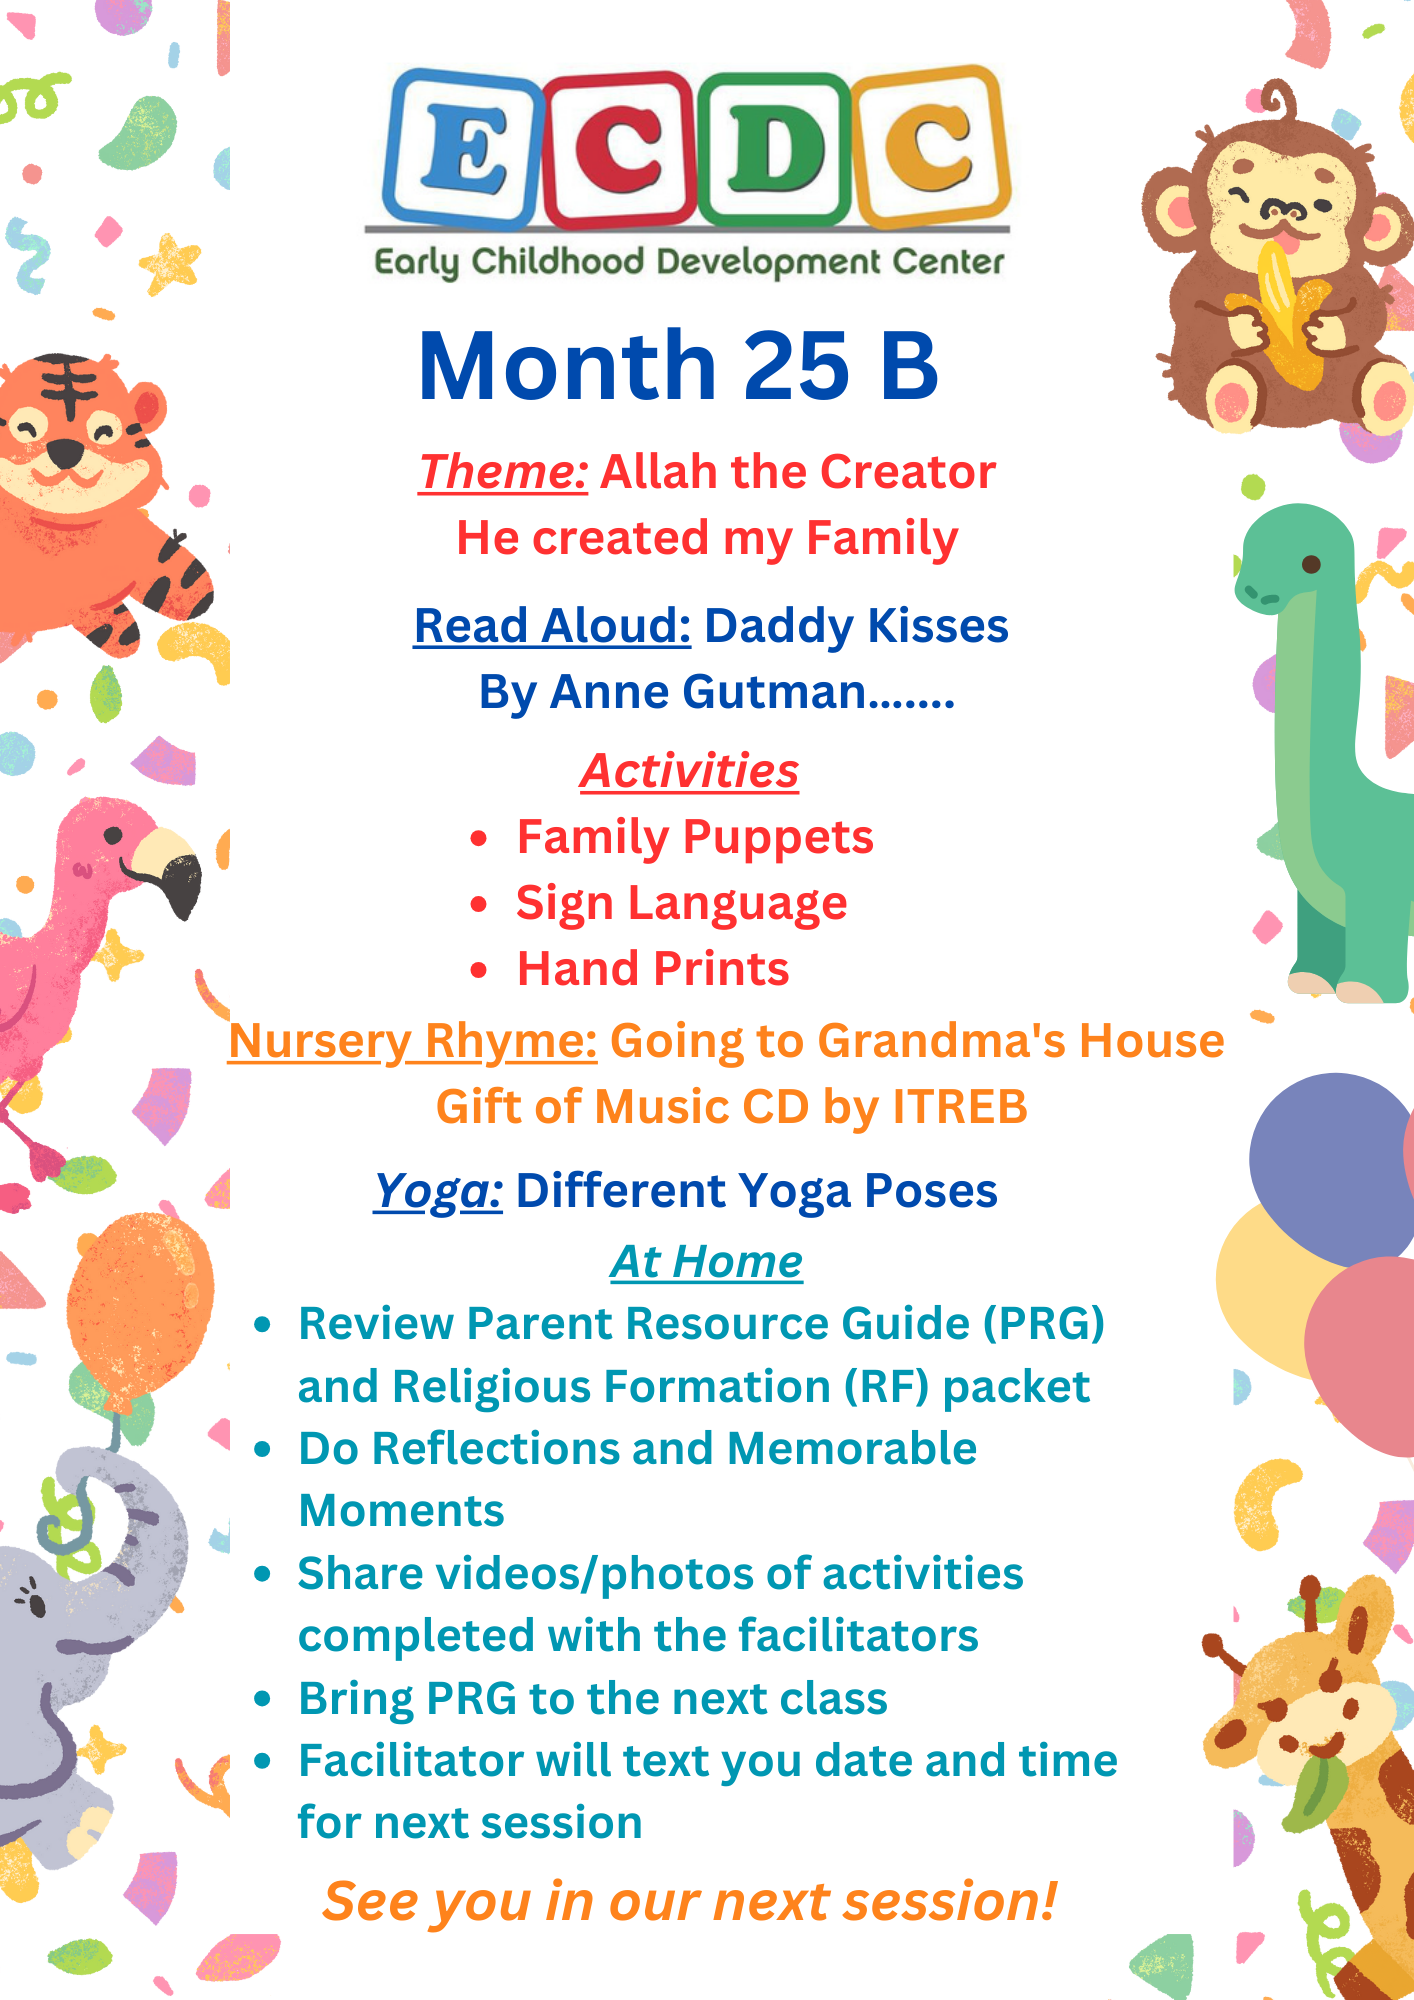 ECDC
Early Childhood Development Center
Month 25 B
Theme: Allah the Creator
He created my Family
Read Aloud: Daddy Kisses
By Anne Gutman.......
Activities
• Family Puppets
• Sign Language
• Hand Prints
Nursery Rhyme: Going to Grandma's House
Gift of Music CD by ITREB
Yoga: Different Yoga Poses
At Home
• Review Parent Resource Guide (PRG)
and Religious Formation (RF) packet
• Do Reflections and Memorable
Moments
• Share videos/photos of activities
completed with the facilitators
• Bring PRG to the next class
• Facilitator will text you date and time
for next session
See you in our next session!